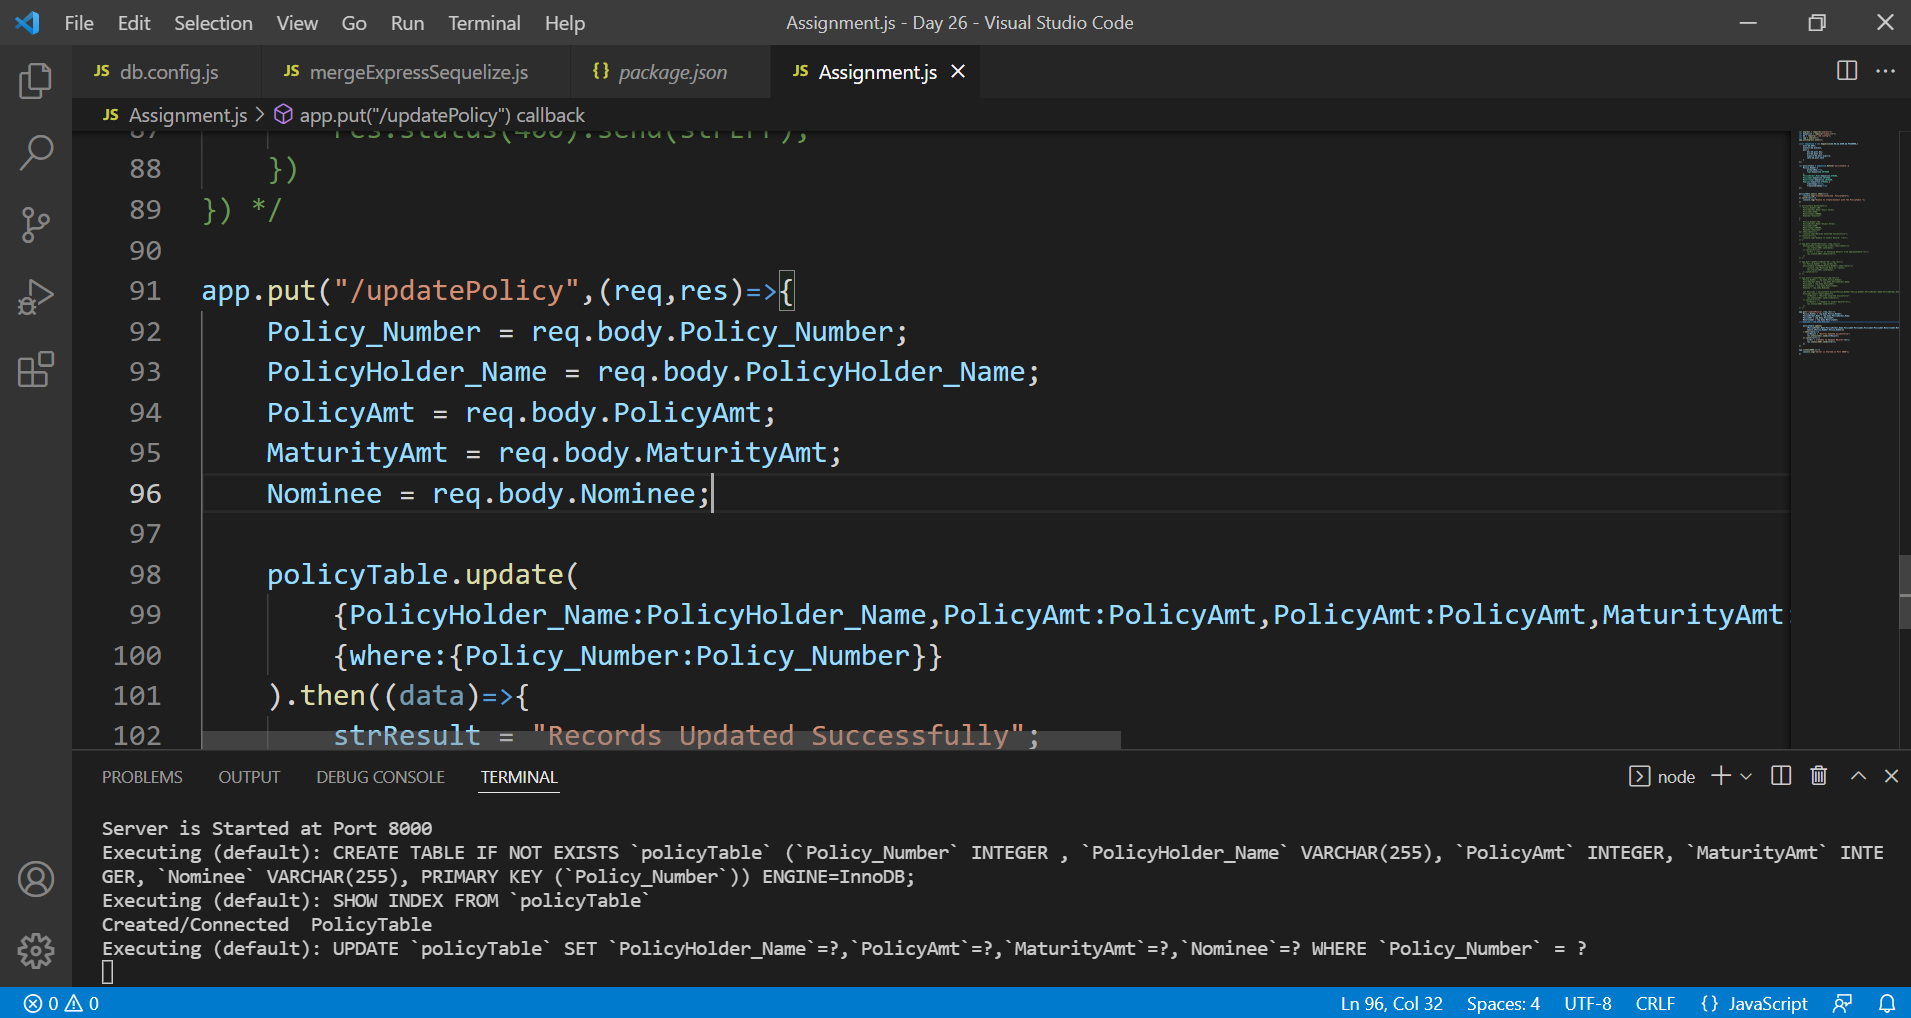 File Edit Selection View Go Run Terminal Help Assignment.js - Day 26 - Visual Studio Code
JS db.config.js JS mergeExpressSequelize.js {} package.json JS Assignment.js
JS Assignment.js > app.put("/updatePolicy") callback
87 res.status(400).send(strErr);
88 })
89 }) */
90
91 app.put("/updatePolicy",(req,res)=>{
92 Policy_Number = req.body.Policy_Number;
93 PolicyHolder_Name = req.body.PolicyHolder_Name;
94 PolicyAmt = req.body.PolicyAmt;
95 MaturityAmt = req.body.MaturityAmt;
96 Nominee = req.body.Nominee;
97
98 policyTable.update(
99 {PolicyHolder_Name:PolicyHolder_Name,PolicyAmt:PolicyAmt,PolicyAmt:PolicyAmt,MaturityAmt:
100 {where:{Policy_Number:Policy_Number}}
101 ).then((data)=>{
102 strResult = "Records Updated Successfully";
PROBLEMS OUTPUT DEBUG CONSOLE TERMINAL node
Server is Started at Port 8000
Executing (default): CREATE TABLE IF NOT EXISTS `policyTable` (`Policy_Number` INTEGER , `PolicyHolder_Name` VARCHAR(255), `PolicyAmt` INTEGER, `MaturityAmt` INTE
GER, `Nominee` VARCHAR(255), PRIMARY KEY (`Policy_Number`)) ENGINE=InnoDB;
Executing (default): SHOW INDEX FROM `policyTable`
Created/Connected  PolicyTable
Executing (default): UPDATE `policyTable` SET `PolicyHolder_Name`=?,`PolicyAmt`=?,`MaturityAmt`=?,`Nominee`=? WHERE `Policy_Number` = ?
0 0 Ln 96, Col 32 Spaces: 4 UTF-8 CRLF {} JavaScript